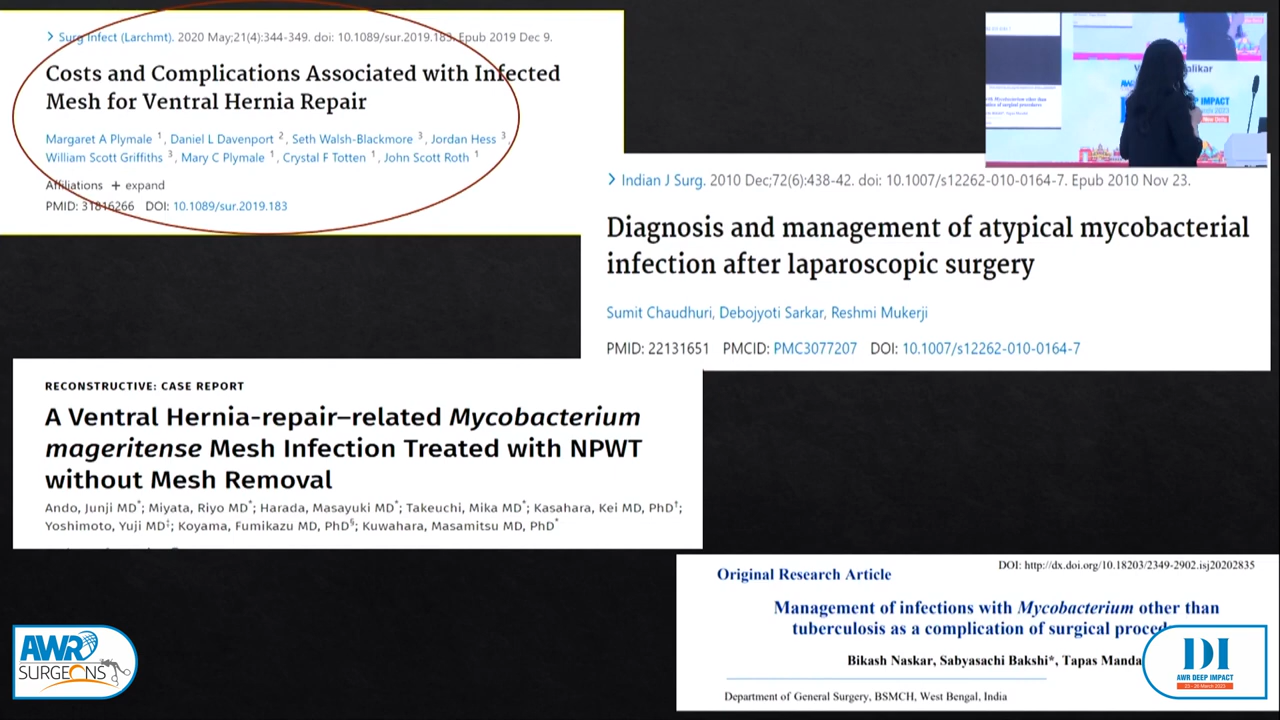 > Surg Infect (Larchmt). 2020 May;21(4):344-349. doi: 10.1089/sur.2019.183. Epub 2019 Dec 9.
Costs and Complications Associated with Infected
Mesh for Ventral Hernia Repair
Margaret A Plymale 1, Daniel L Davenport 2, Seth Walsh-Blackmore 3, Jordan Hess 3,
William Scott Griffiths 3, Mary C Plymale 1, Crystal F Totten 1, John Scott Roth 1
Affiliations + expand
PMID: 31816266 DOI: 10.1089/sur.2019.183
IMPACT
> Indian J Surg. 2010 Dec;72(6):438-42. doi: 10.1007/s12262-010-0164-7. Epub 2010 Nov 23.
Diagnosis and management of atypical mycobacterial
infection after laparoscopic surgery
Sumit Chaudhuri, Debojyoti Sarkar, Reshmi Mukerji
PMID: 22131651 PMCID: PMC3077207 DOI: 10.1007/s12262-010-0164-7
RECONSTRUCTIVE: CASE REPORT
A Ventral Hernia-repair–related Mycobacterium
mageritense Mesh Infection Treated with NPWT
without Mesh Removal
Ando, Junji MD*; Miyata, Riyo MD*; Harada, Masayuki MD*; Takeuchi, Mika MD*; Kasahara, Kei MD, PhD†;
Yoshimoto, Yuji MD‡; Koyama, Fumikazu MD, PhD§; Kuwahara, Masamitsu MD, PhD*
DOI: http://dx.doi.org/10.18203/2349-2902.isj20202835
Original Research Article
Management of infections with Mycobacterium other than
tuberculosis as a complication of surgical proced
Bikash Naskar, Sabyasachi Bakshi*, Tapas Manda
Department of General Surgery, BSMCH, West Bengal, India
AWR
SURGEONS
DI
AWR DEEP IMPACT